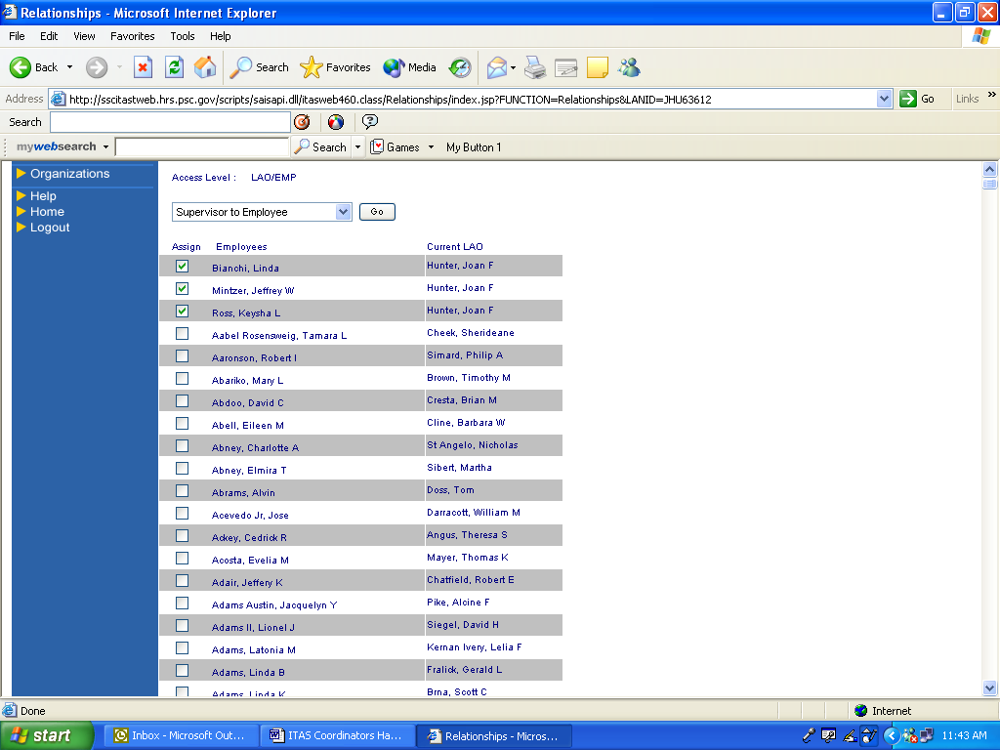 Relationships - Microsoft Internet Explorer
File Edit View Favorites Tools Help
Back Search Favorites Media
Address http://sscitastweb.hrs.psc.gov/scripts/saisapi.dll/itasweb460.class/Relationships/index.jsp?FUNCTION=Relationships&LANID=JHU63612 Go Links »
Search
mywebsearch Search Games My Button 1
Organizations
Help
Home
Logout
Access Level : LAO/EMP
Supervisor to Employee Go
Assign Employees Current LAO
Bianchi, Linda Hunter, Joan F
Mintzer, Jeffrey W Hunter, Joan F
Ross, Keysha L Hunter, Joan F
Aabel Rosensweig, Tamara L Cheek, Sherideane
Aaronson, Robert I Simard, Philip A
Abariko, Mary L Brown, Timothy M
Abdoo, David C Cresta, Brian M
Abell, Eileen M Cline, Barbara W
Abney, Charlotte A St Angelo, Nicholas
Abney, Elmira T Sibert, Martha
Abrams, Alvin Doss, Tom
Acevedo Jr, Jose Darracott, William M
Ackey, Cedrick R Angus, Theresa S
Acosta, Evelia M Mayer, Thomas K
Adair, Jeffery K Chatfield, Robert E
Adams Austin, Jacquelyn Y Pike, Alcine F
Adams II, Lionel J Siegel, David H
Adams, Latonia M Kernan Ivery, Lelia F
Adams, Linda B Fralick, Gerald L
Adams, Linda K Brna, Scott C
Done Internet
start Inbox - Microsoft Out... ITAS Coordinators Ha... Relationships - Micros... 11:43 AM